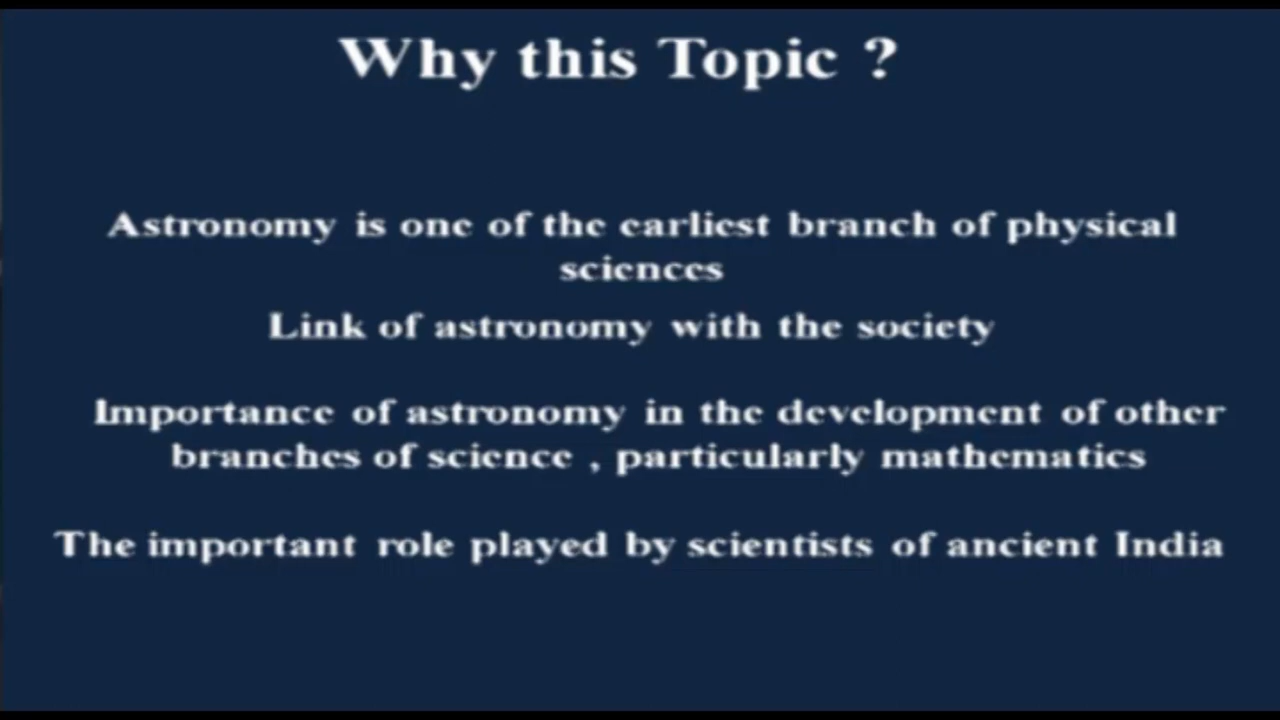 Why this Topic ?
Astronomy is one of the earliest branch of physical
sciences
Link of astronomy with the society
Importance of astronomy in the development of other
branches of science , particularly mathematics
The important role played by scientists of ancient India